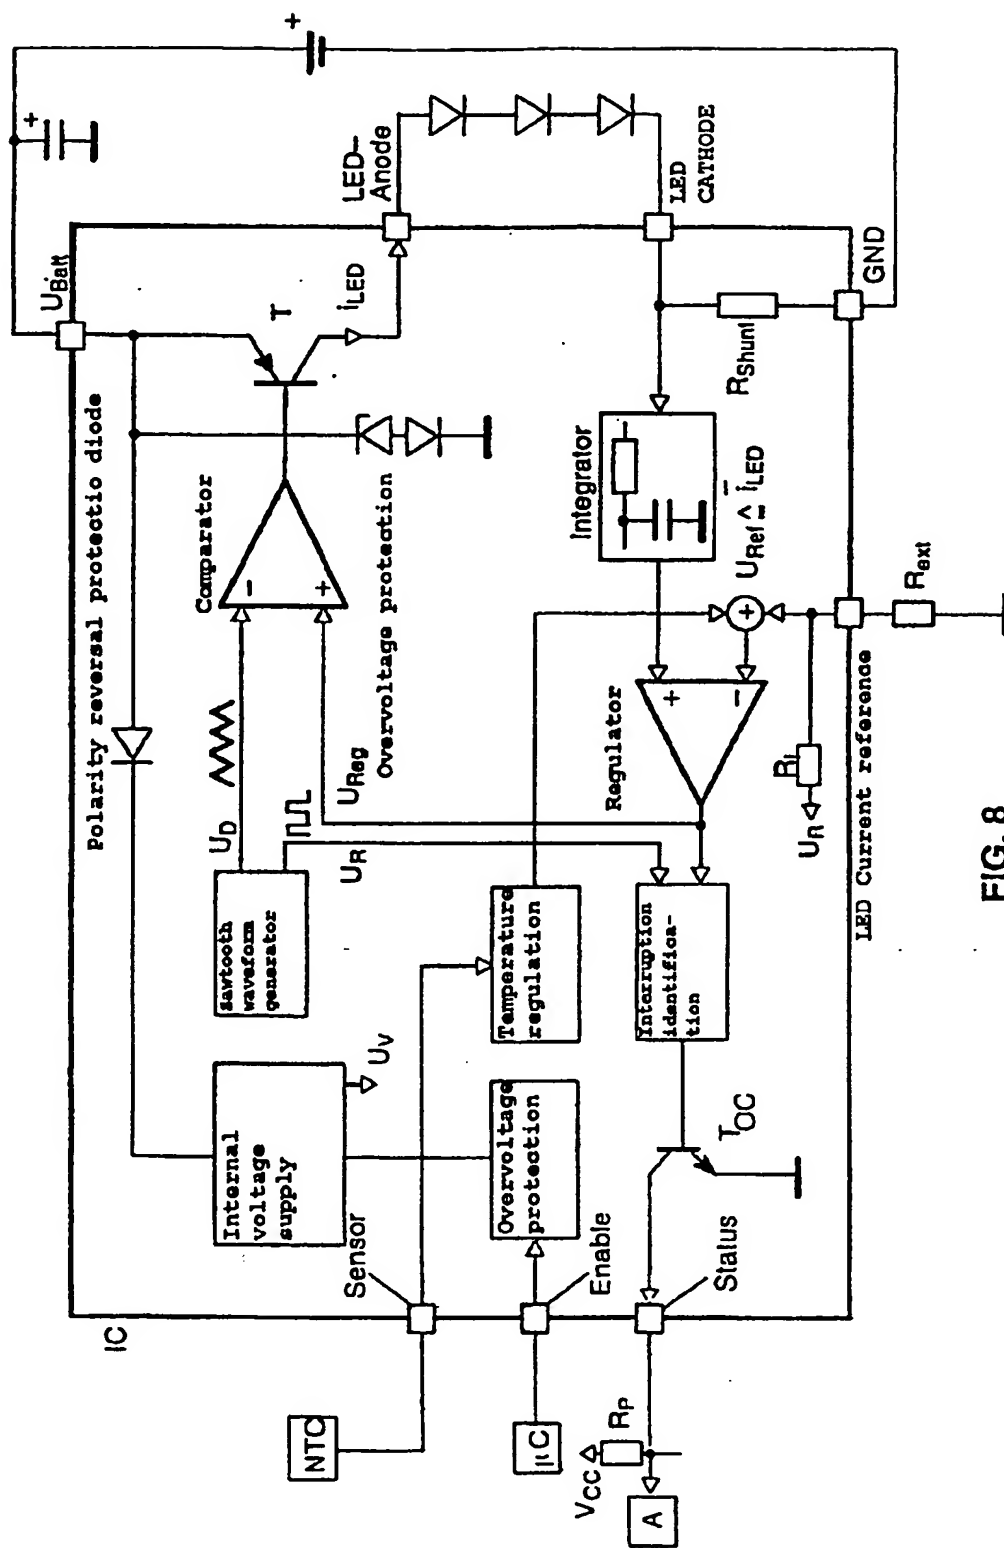 IC
Polarity reversal protectio diode
U_Batt
+
+
Internal
voltage
supply
U_V
Sawtooth
waveform
generator
U_D
U_R
Comparator
-
+
T
i_LED
LED-
Anode
U_Reg
Overvoltage protection
NTC
Sensor
Temperature
regulation
µC
Enable
Overvoltage
protection
Integrator
LED
CATHODE
Regulator
+
-
+
U_Ref ≙ i_LED
R_Shunt
GND
Interruption
identifica-
tion
T_OC
Status
V_CC
R_P
A
R_i
U_R
LED Current reference
R_ext
FIG. 8